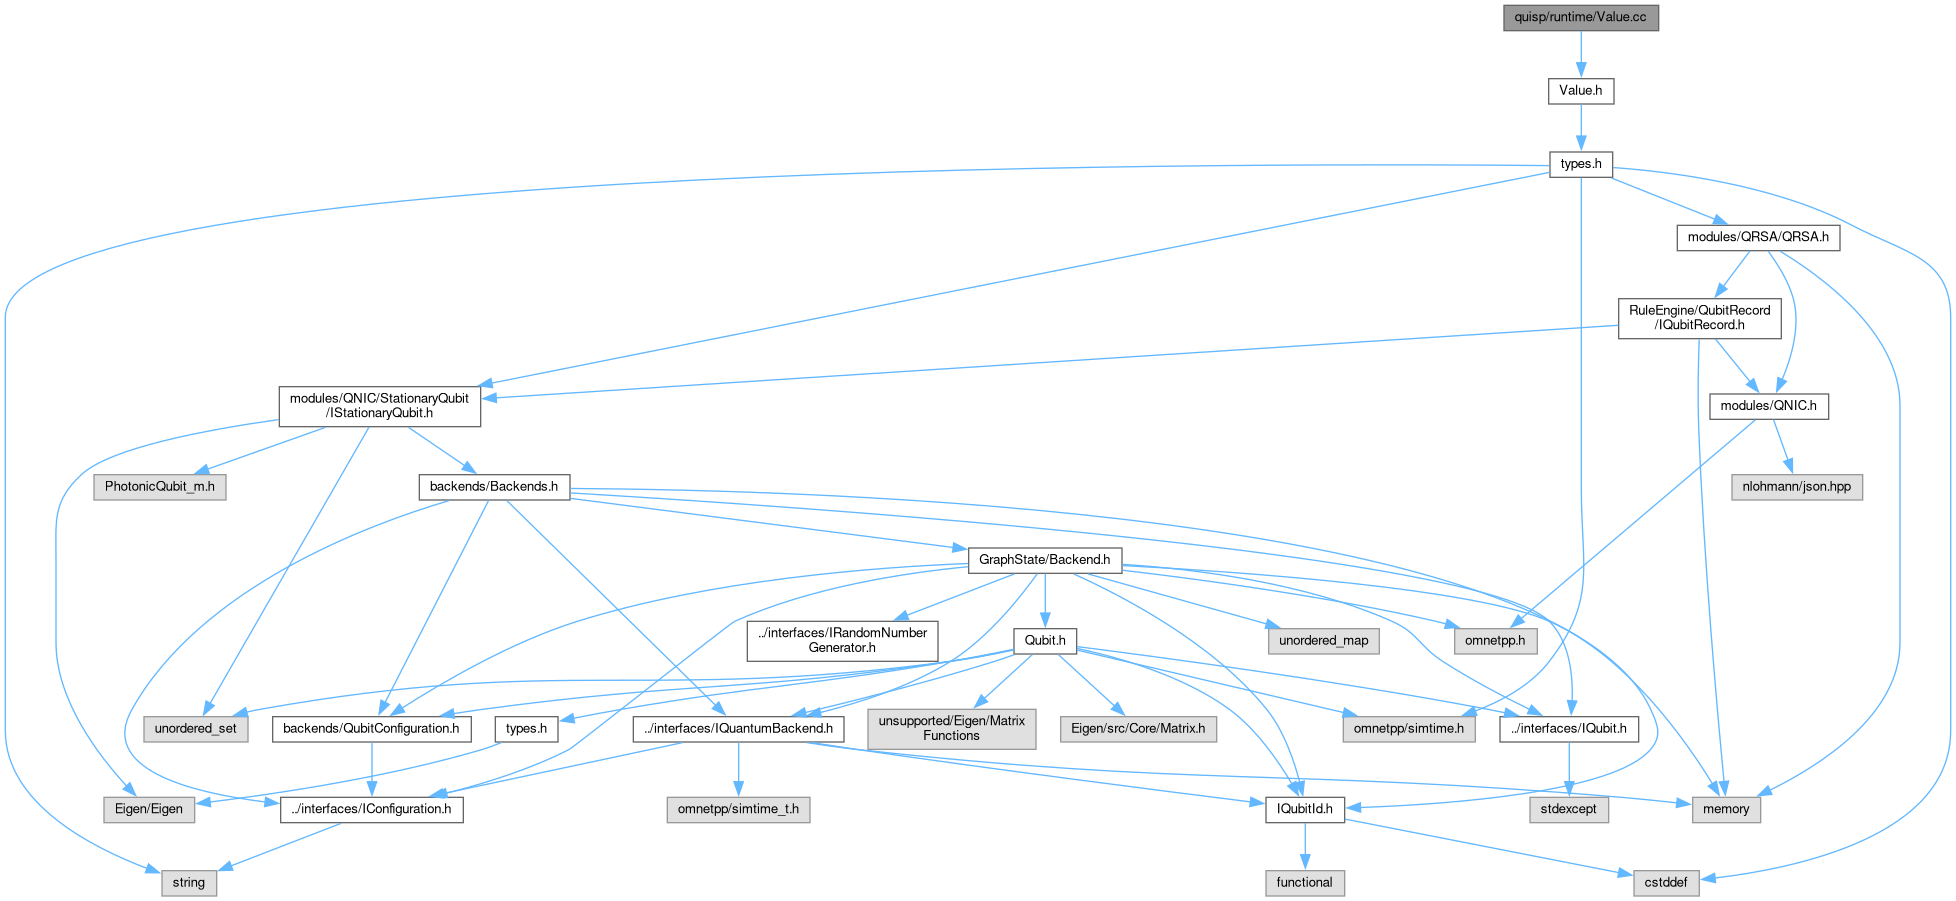 quisp/runtime/Value.cc
Value.h
types.h
modules/QRSA/QRSA.h
RuleEngine/QubitRecord
/IQubitRecord.h
modules/QNIC/StationaryQubit
/IStationaryQubit.h
modules/QNIC.h
PhotonicQubit_m.h
backends/Backends.h
nlohmann/json.hpp
GraphState/Backend.h
../interfaces/IRandomNumber
Generator.h
Qubit.h
unordered_map
omnetpp.h
unordered_set
backends/QubitConfiguration.h
types.h
../interfaces/IQuantumBackend.h
unsupported/Eigen/Matrix
Functions
Eigen/src/Core/Matrix.h
omnetpp/simtime.h
../interfaces/IQubit.h
Eigen/Eigen
../interfaces/IConfiguration.h
omnetpp/simtime_t.h
IQubitId.h
stdexcept
memory
string
functional
cstddef